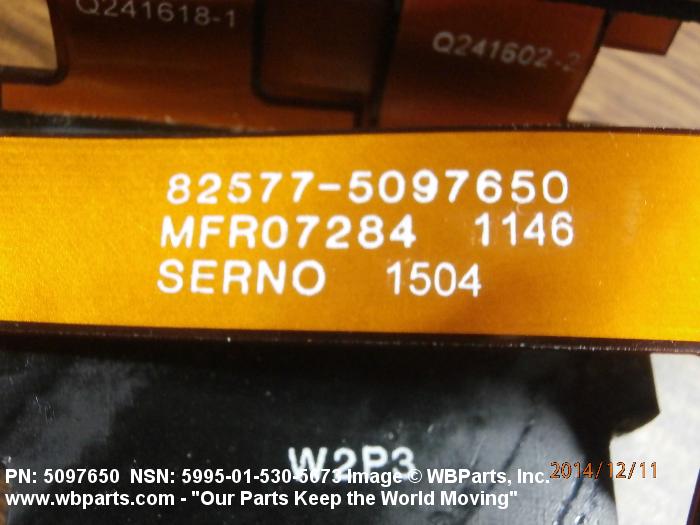 Q241618-1
Q241602-2
82577-5097650
MFR07284 1146
SERNO 1504
W2P3
PN: 5097650 NSN: 5995-01-530-5673 Image © WBParts, Inc.
2014/12/11
www.wbparts.com - "Our Parts Keep the World Moving"